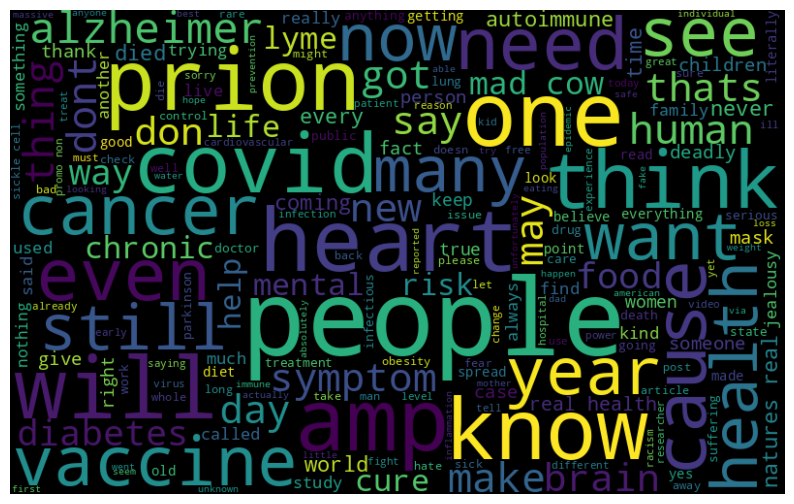 alzheimer
something
prion
thing
dont
thank
another
died
trying
really
might
lyme
now
got
getting
anything
prevention
lung
autoimmune
need
see
individual
literally
massive
anyone
best
rare
sorry
die
hope
live
don
life
every
control
patient
able
reason
person
mad cow
say
one
time
children
great
sure
today
safe
family
thats
never
human
ill
kid
sickle cell
promo
non
must
good
check
way
bad
looking
treat
covid
cardiovascular
well
water
public
fact
many
doesn
try
free
epidemic
population
look
eating
unfortunately
read
deadly
think
experience
fake
cancer
coming
infection
new
keep
issue
may
believe
everything
serious
loss
weight
used
chronic
doctor
heart
back
true
reported
please
drug
point
care
want
mask
yet
said
even
help
mental
risk
infectious
let
always
find
happen
american
food
women
dad
video
via
jealousy
nothing
already
early
still
parkinson
absolutely
people
change
hospital
use
kind
death
power
going
someone
state
cause
health
natures real
give
right
saying
virus
work
whole
diet
much
long
immune
actually
treatment
obesity
symptom
take
man
level
spread
fear
mother
tell
case
inflammation
year
real health
article
post
made
researcher
suffering
will
day
diabetes
called
vaccine
went
seem
old
first
unknown
amp
little
world
fight
hate
study
cure
sick
know
different
make
brain
racism
yes
away